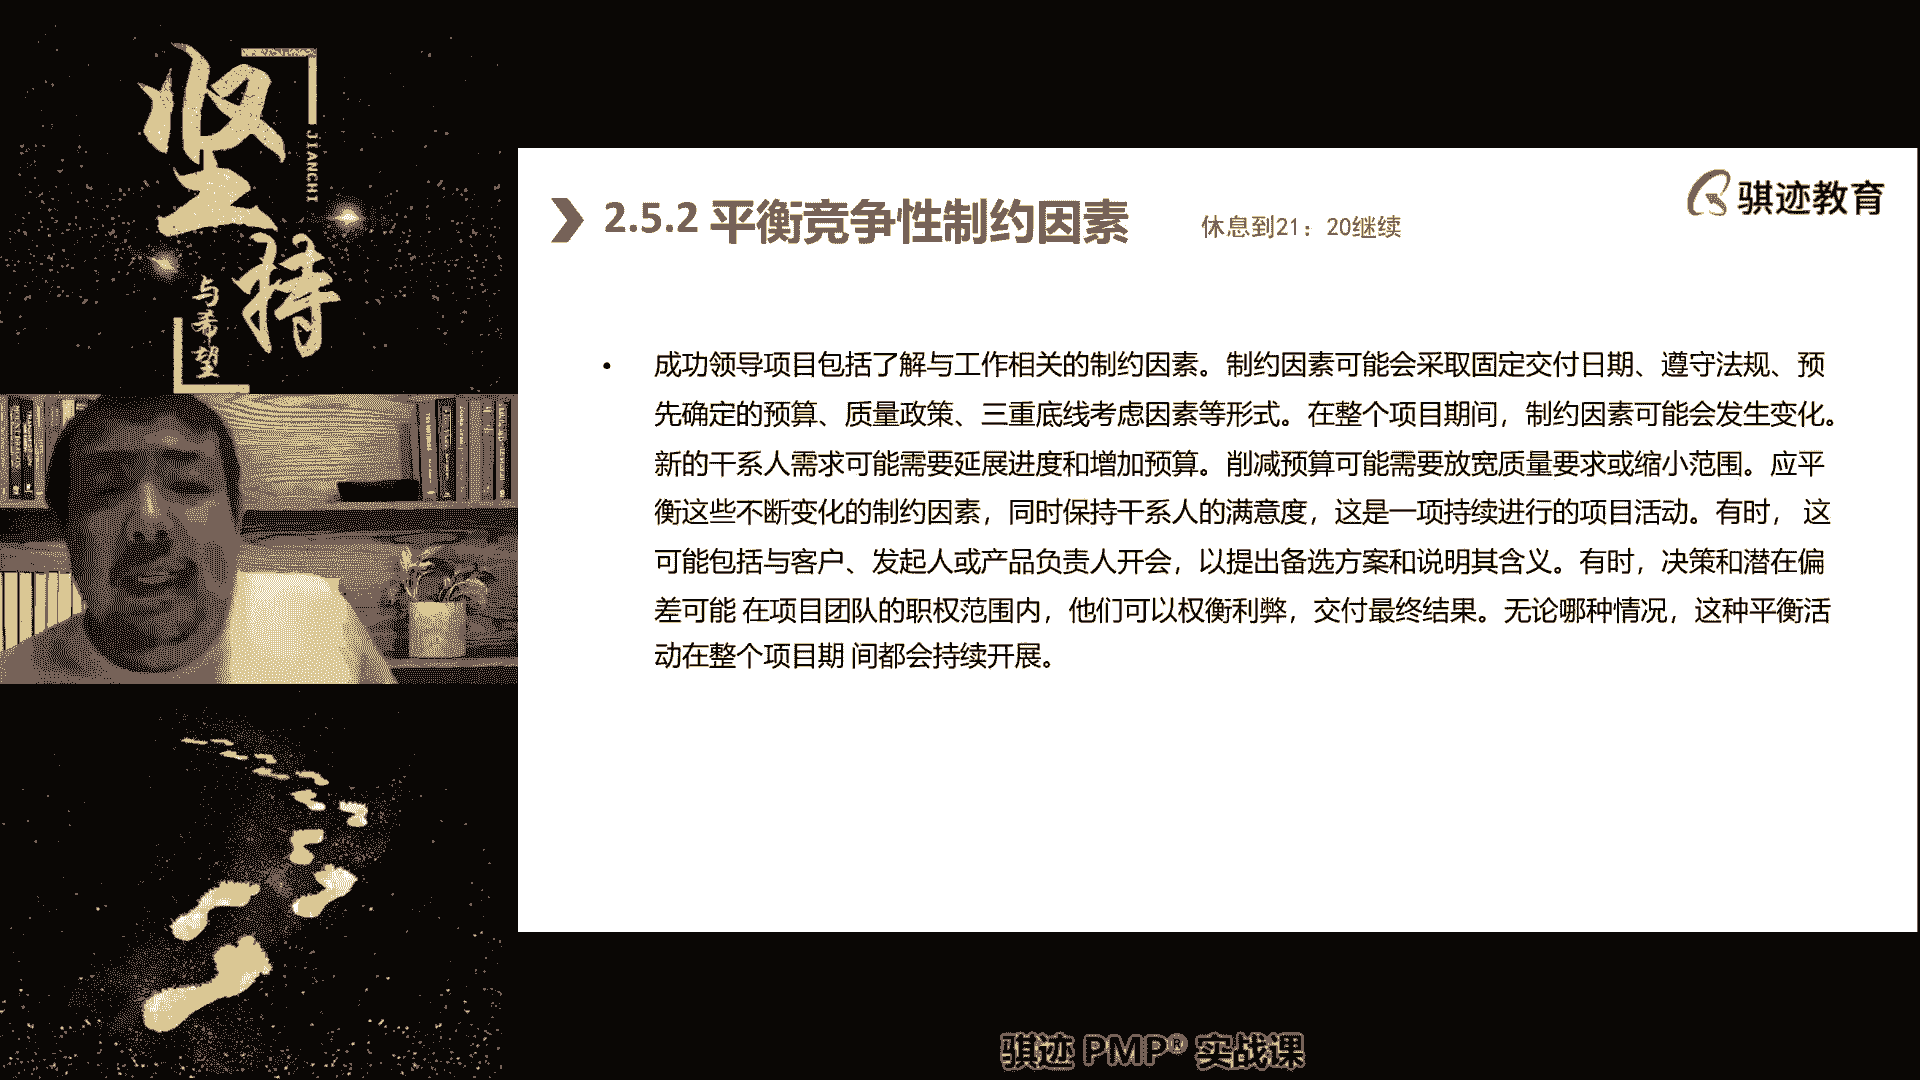 坚持
JIANCHI
与希望
2.5.2 平衡竞争性制约因素
休息到21：20继续
骐迹教育
• 成功领导项目包括了解与工作相关的制约因素。制约因素可能会采取固定交付日期、遵守法规、预
先确定的预算、质量政策、三重底线考虑因素等形式。在整个项目期间，制约因素可能会发生变化。
新的干系人需求可能需要延展进度和增加预算。削减预算可能需要放宽质量要求或缩小范围。应平
衡这些不断变化的制约因素，同时保持干系人的满意度，这是一项持续进行的项目活动。有时， 这
可能包括与客户、发起人或产品负责人开会，以提出备选方案和说明其含义。有时，决策和潜在偏
差可能 在项目团队的职权范围内，他们可以权衡利弊，交付最终结果。无论哪种情况，这种平衡活
动在整个项目期 间都会持续开展。
骐迹 PMP® 实战课